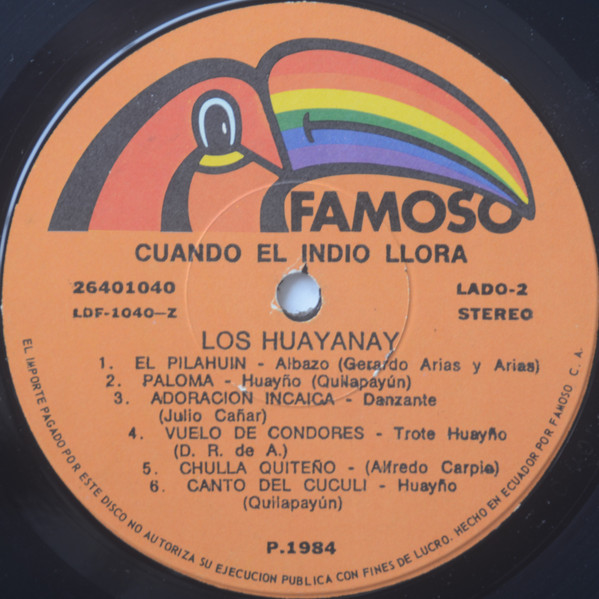 FAMOSO
CUANDO EL INDIO LLORA
26401040
LADO-2
LDF-1040-Z
STEREO
LOS HUAYANAY
1. EL PILAHUIN - Albazo (Gerardo Arias y Arias)
2. PALOMA - Huayño (Quilapayún)
3. ADORACION INCAICA - Danzante
(Julio Cañar)
4. VUELO DE CONDORES - Trote Huayño
(D. R. de A.)
5. CHULLA QUITEÑO - (Alfredo Carpio)
6. CANTO DEL CUCULI - Huayño
(Quilapayún)
P.1984
EL IMPORTE PAGADO POR ESTE DISCO NO AUTORIZA SU EJECUCION PUBLICA CON FINES DE LUCRO. HECHO EN ECUADOR POR FAMOSO C. A.